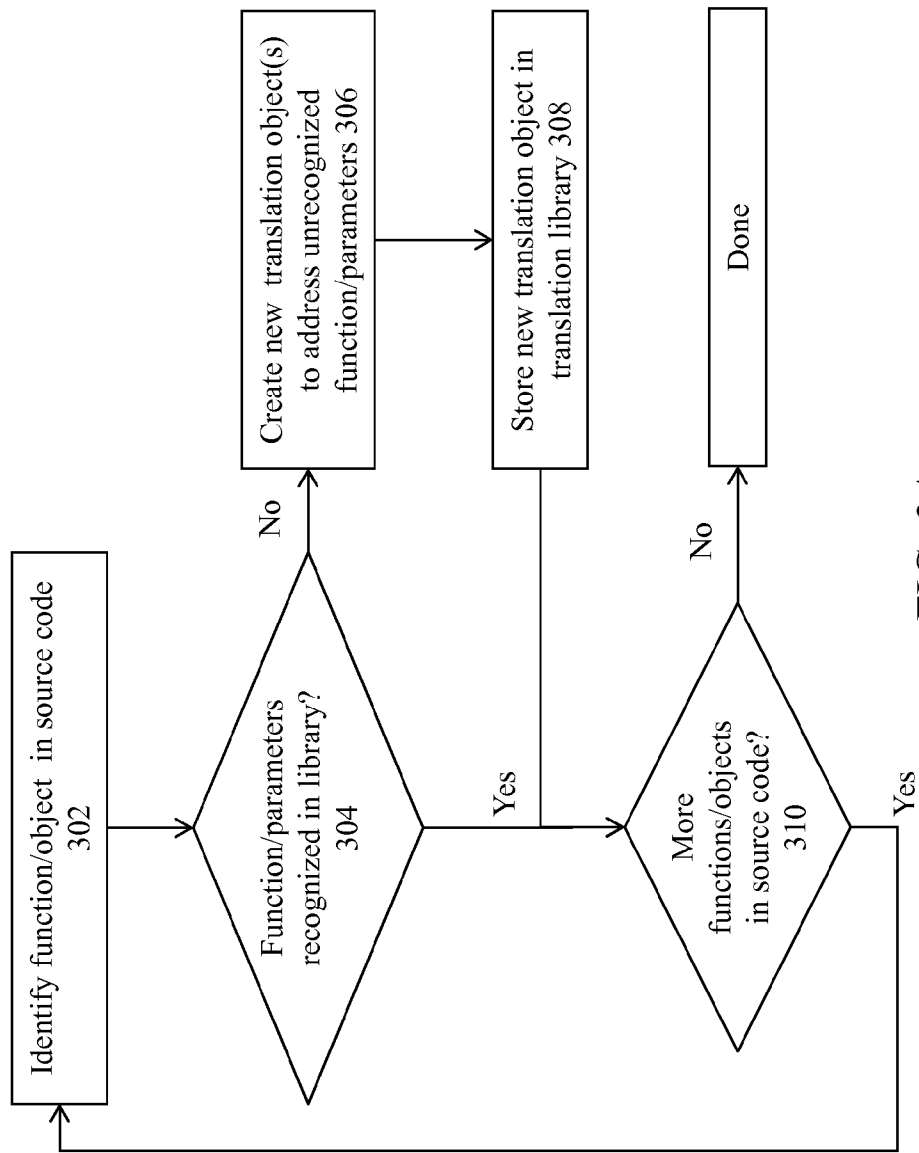 Identify function/object in source code
302
Function/parameters
recognized in library?
304
No
Create new translation object(s)
to address unrecognized
function/parameters 306
Store new translation object in
translation library 308
Yes
More
functions/objects
in source code?
310
No
Done
Yes